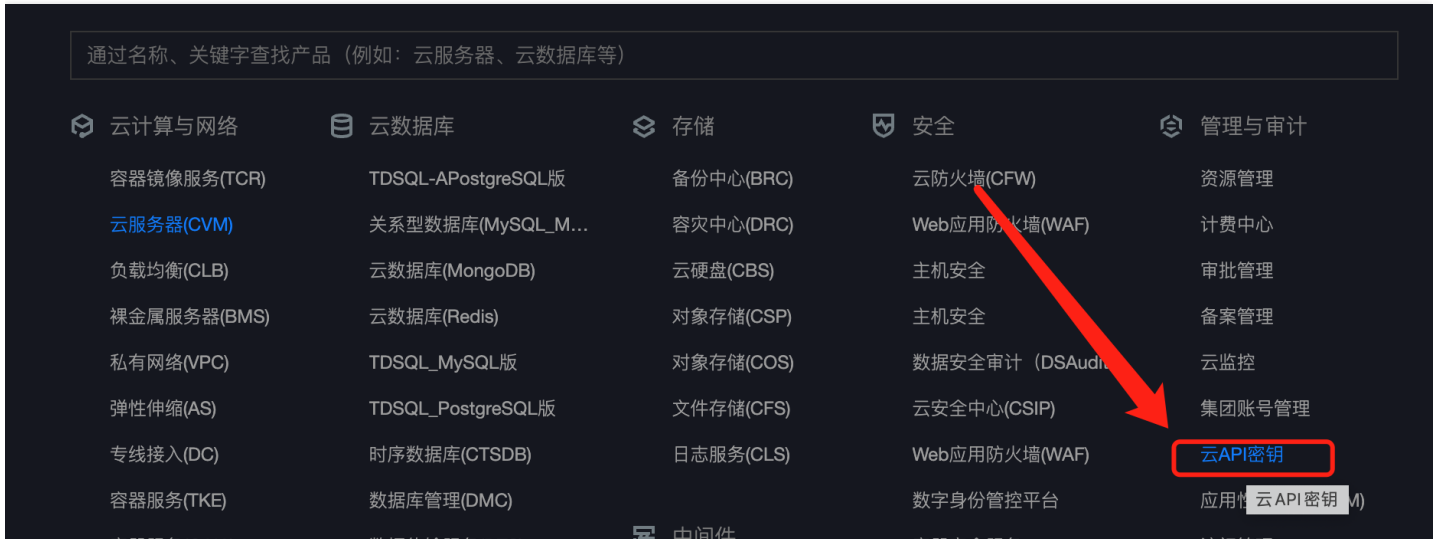 通过名称、关键字查找产品（例如：云服务器、云数据库等）
云计算与网络
容器镜像服务(TCR)
云服务器(CVM)
负载均衡(CLB)
裸金属服务器(BMS)
私有网络(VPC)
弹性伸缩(AS)
专线接入(DC)
容器服务(TKE)
云数据库
TDSQL-APostgreSQL版
关系型数据库(MySQL_M...
云数据库(MongoDB)
云数据库(Redis)
TDSQL_MySQL版
TDSQL_PostgreSQL版
时序数据库(CTSDB)
数据库管理(DMC)
存储
备份中心(BRC)
容灾中心(DRC)
云硬盘(CBS)
对象存储(CSP)
对象存储(COS)
文件存储(CFS)
日志服务(CLS)
中间件
安全
云防火墙(CFW)
Web应用防火墙(WAF)
主机安全
主机安全
数据安全审计（DSAudit
云安全中心(CSIP)
Web应用防火墙(WAF)
数字身份管控平台
管理与审计
资源管理
计费中心
审批管理
备案管理
云监控
集团账号管理
云API密钥
应用
云API密钥